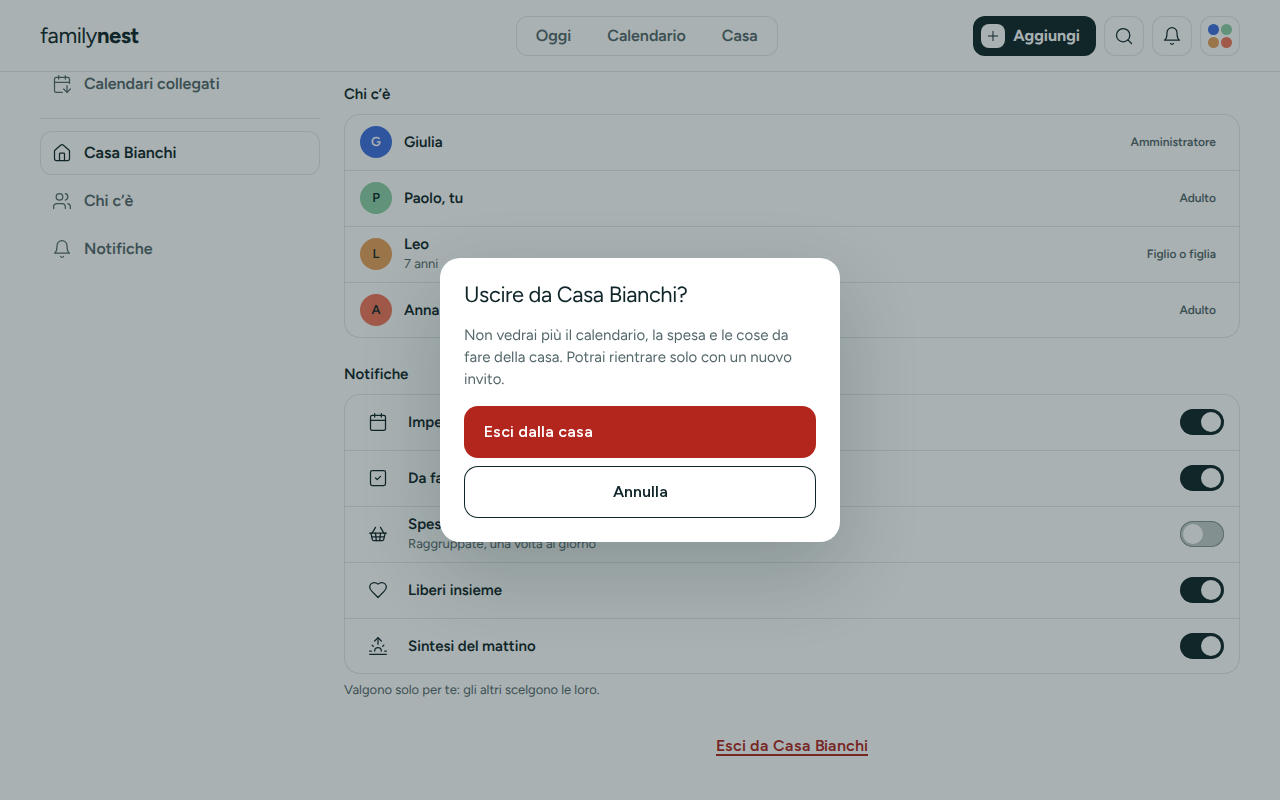 familynest
Oggi
Calendario
Casa
Aggiungi
Calendari collegati
Casa Bianchi
Chi c’è
Notifiche
Chi c’è
G
Giulia
Amministratore
P
Paolo, tu
Adulto
L
Leo
7 anni
Figlio o figlia
A
Anna
Adulto
Uscire da Casa Bianchi?
Non vedrai più il calendario, la spesa e le cose da
fare della casa. Potrai rientrare solo con un nuovo
invito.
Esci dalla casa
Annulla
Notifiche
Raggruppate, una volta al giorno
Liberi insieme
Sintesi del mattino
Valgono solo per te: gli altri scelgono le loro.
Esci da Casa Bianchi